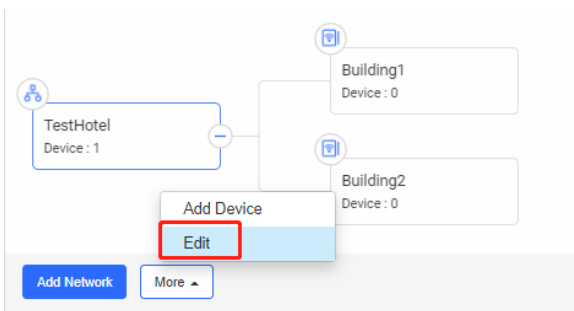 Building1
Device : 0
TestHotel
Device : 1
Building2
Device : 0
Add Device
Edit
Add Network
More